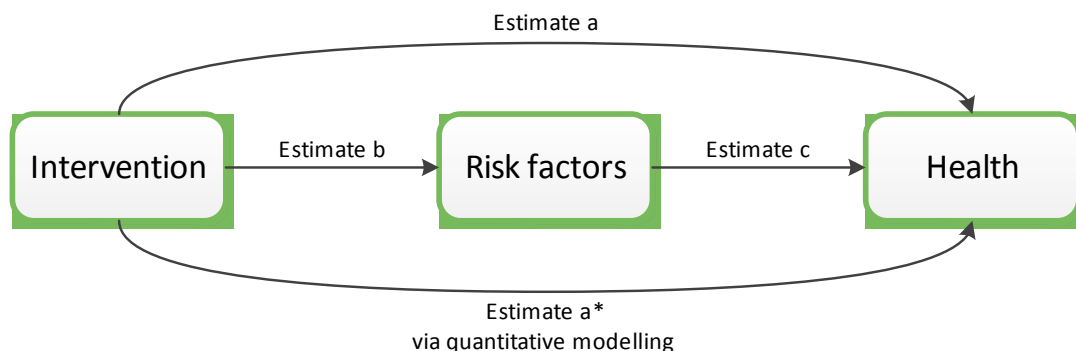 Estimate a
Intervention
Estimate b
Risk factors
Estimate c
Health
Estimate a*
via quantitative modelling